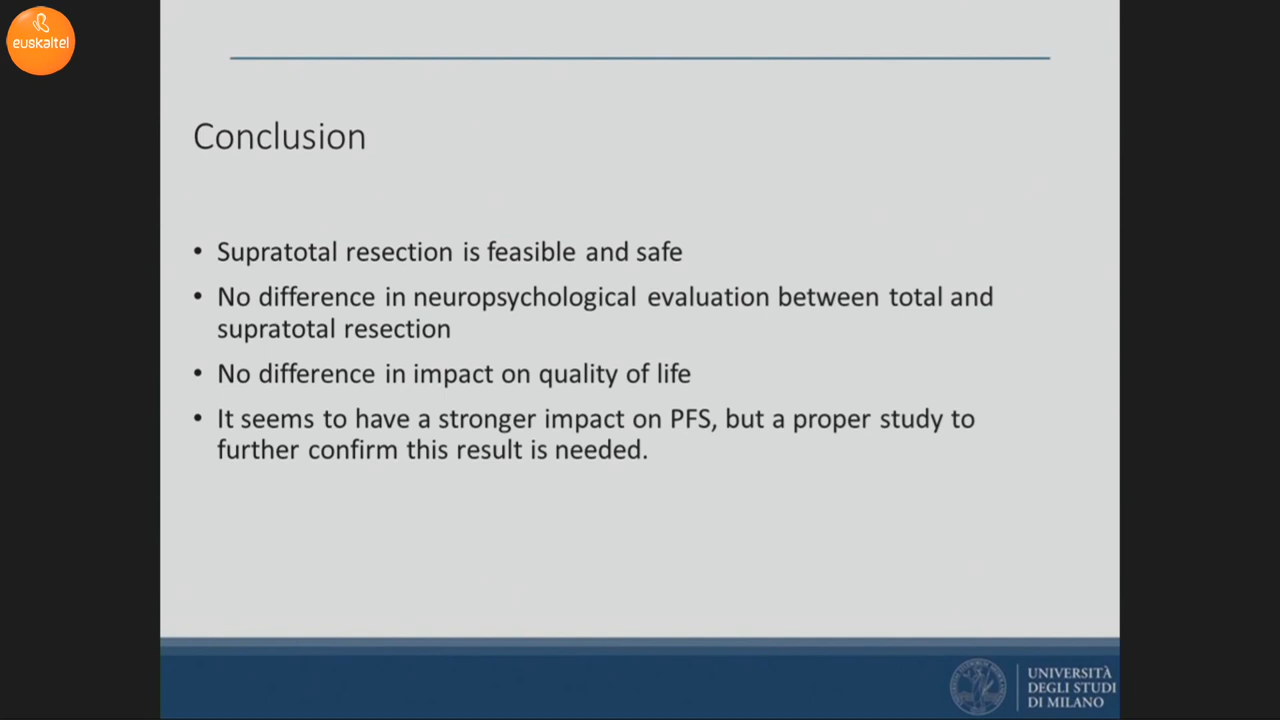 euskaltel
Conclusion
• Supratotal resection is feasible and safe
• No difference in neuropsychological evaluation between total and
supratotal resection
• No difference in impact on quality of life
• It seems to have a stronger impact on PFS, but a proper study to
further confirm this result is needed.
UNIVERSITÀ
DEGLI STUDI
DI MILANO